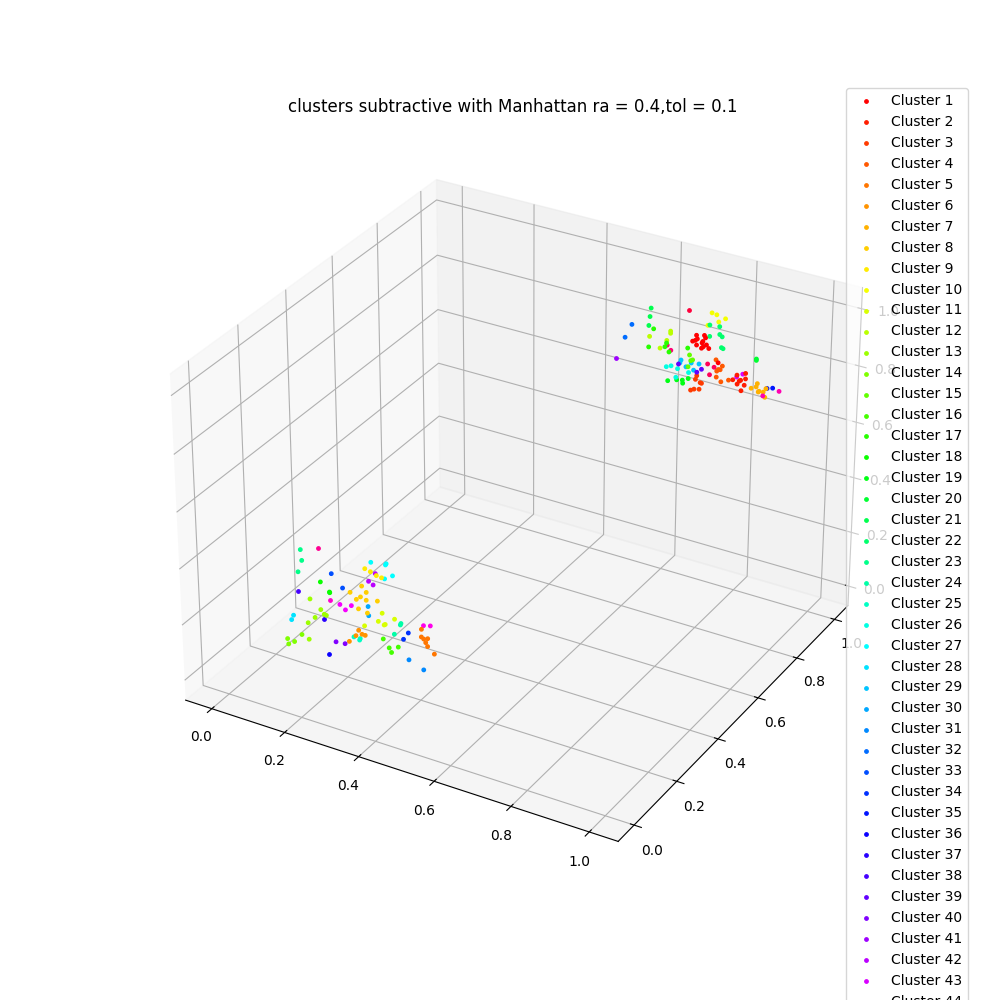 clusters subtractive with Manhattan ra = 0.4,tol = 0.1
Cluster 1
Cluster 2
Cluster 3
Cluster 4
Cluster 5
Cluster 6
Cluster 7
Cluster 8
Cluster 9
Cluster 10
Cluster 11
Cluster 12
Cluster 13
Cluster 14
Cluster 15
Cluster 16
Cluster 17
Cluster 18
Cluster 19
Cluster 20
Cluster 21
Cluster 22
Cluster 23
Cluster 24
Cluster 25
Cluster 26
Cluster 27
Cluster 28
Cluster 29
Cluster 30
Cluster 31
Cluster 32
Cluster 33
Cluster 34
Cluster 35
Cluster 36
Cluster 37
Cluster 38
Cluster 39
Cluster 40
Cluster 41
Cluster 42
Cluster 43
Cluster 44
1.0
0.8
0.6
0.4
0.2
0.0
1.0
0.8
0.6
0.4
0.2
0.0
0.0
0.2
0.4
0.6
0.8
1.0